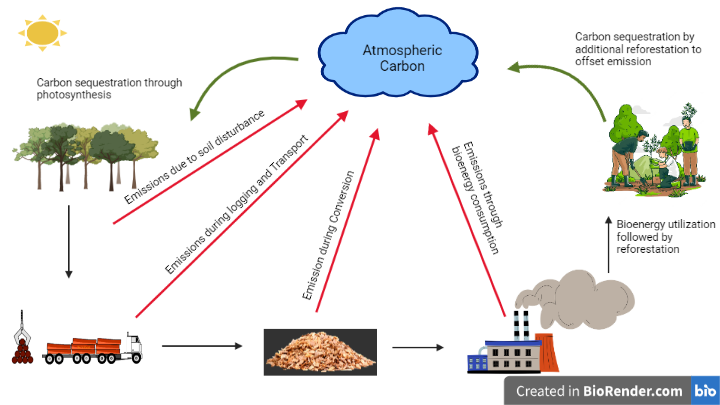 Atmospheric
Carbon
Carbon sequestration by
additional reforestation to
offset emission
Carbon sequestration through
photosynthesis
Emissions due to soil disturbance
Emissions during logging and Transport
Emission during Conversion
Emissions through
bioenergy consumption
Bioenergy utilization
followed by
reforestation
Created in BioRender.com bio